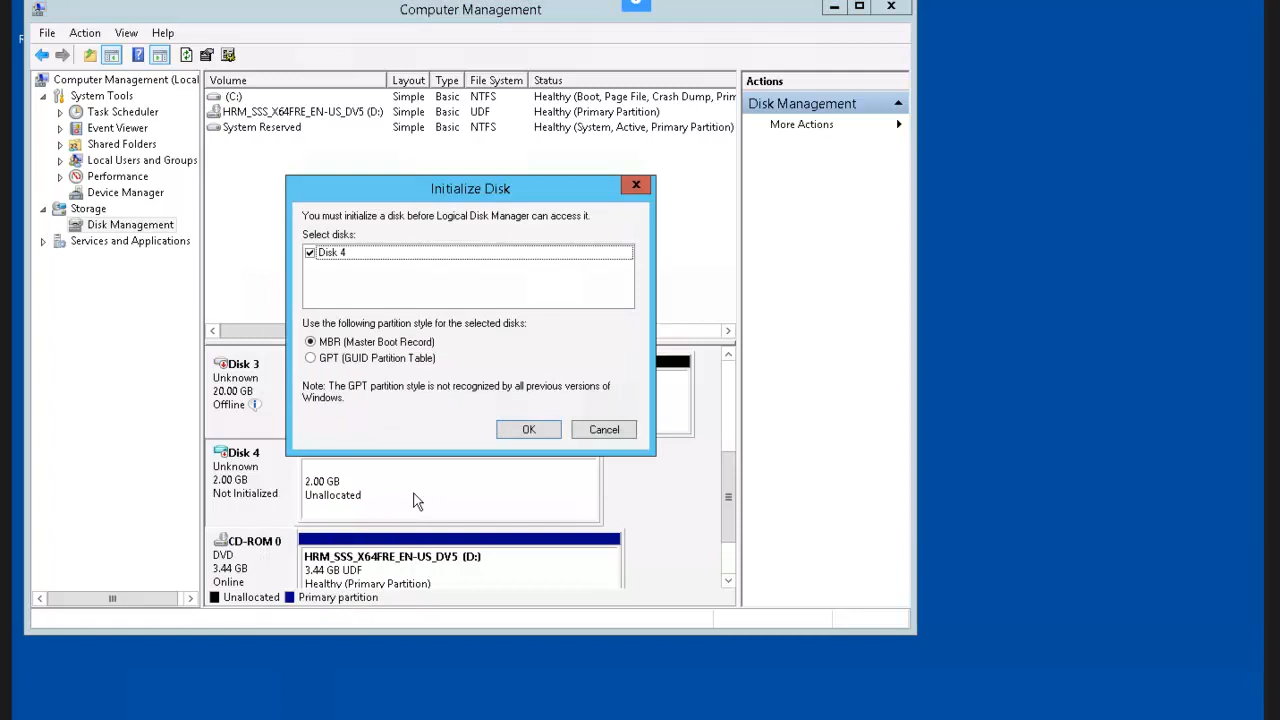 Computer Management
File Action View Help
Computer Management (Local
System Tools
Task Scheduler
Event Viewer
Shared Folders
Local Users and Groups
Performance
Device Manager
Storage
Disk Management
Services and Applications
Volume Layout Type File System Status
(C:) Simple Basic NTFS Healthy (Boot, Page File, Crash Dump, Prim
HRM_SSS_X64FRE_EN-US_DV5 (D:) Simple Basic UDF Healthy (Primary Partition)
System Reserved Simple Basic NTFS Healthy (System, Active, Primary Partition)
Actions
Disk Management
More Actions
Initialize Disk
You must initialize a disk before Logical Disk Manager can access it.
Select disks:
Disk 4
Use the following partition style for the selected disks:
MBR (Master Boot Record)
GPT (GUID Partition Table)
Note: The GPT partition style is not recognized by all previous versions of
Windows.
OK Cancel
Disk 3
Unknown
20.00 GB
Offline
Disk 4
Unknown
2.00 GB
Not Initialized
2.00 GB
Unallocated
CD-ROM 0
DVD
3.44 GB
Online
HRM_SSS_X64FRE_EN-US_DV5 (D:)
3.44 GB UDF
Healthy (Primary Partition)
Unallocated Primary partition